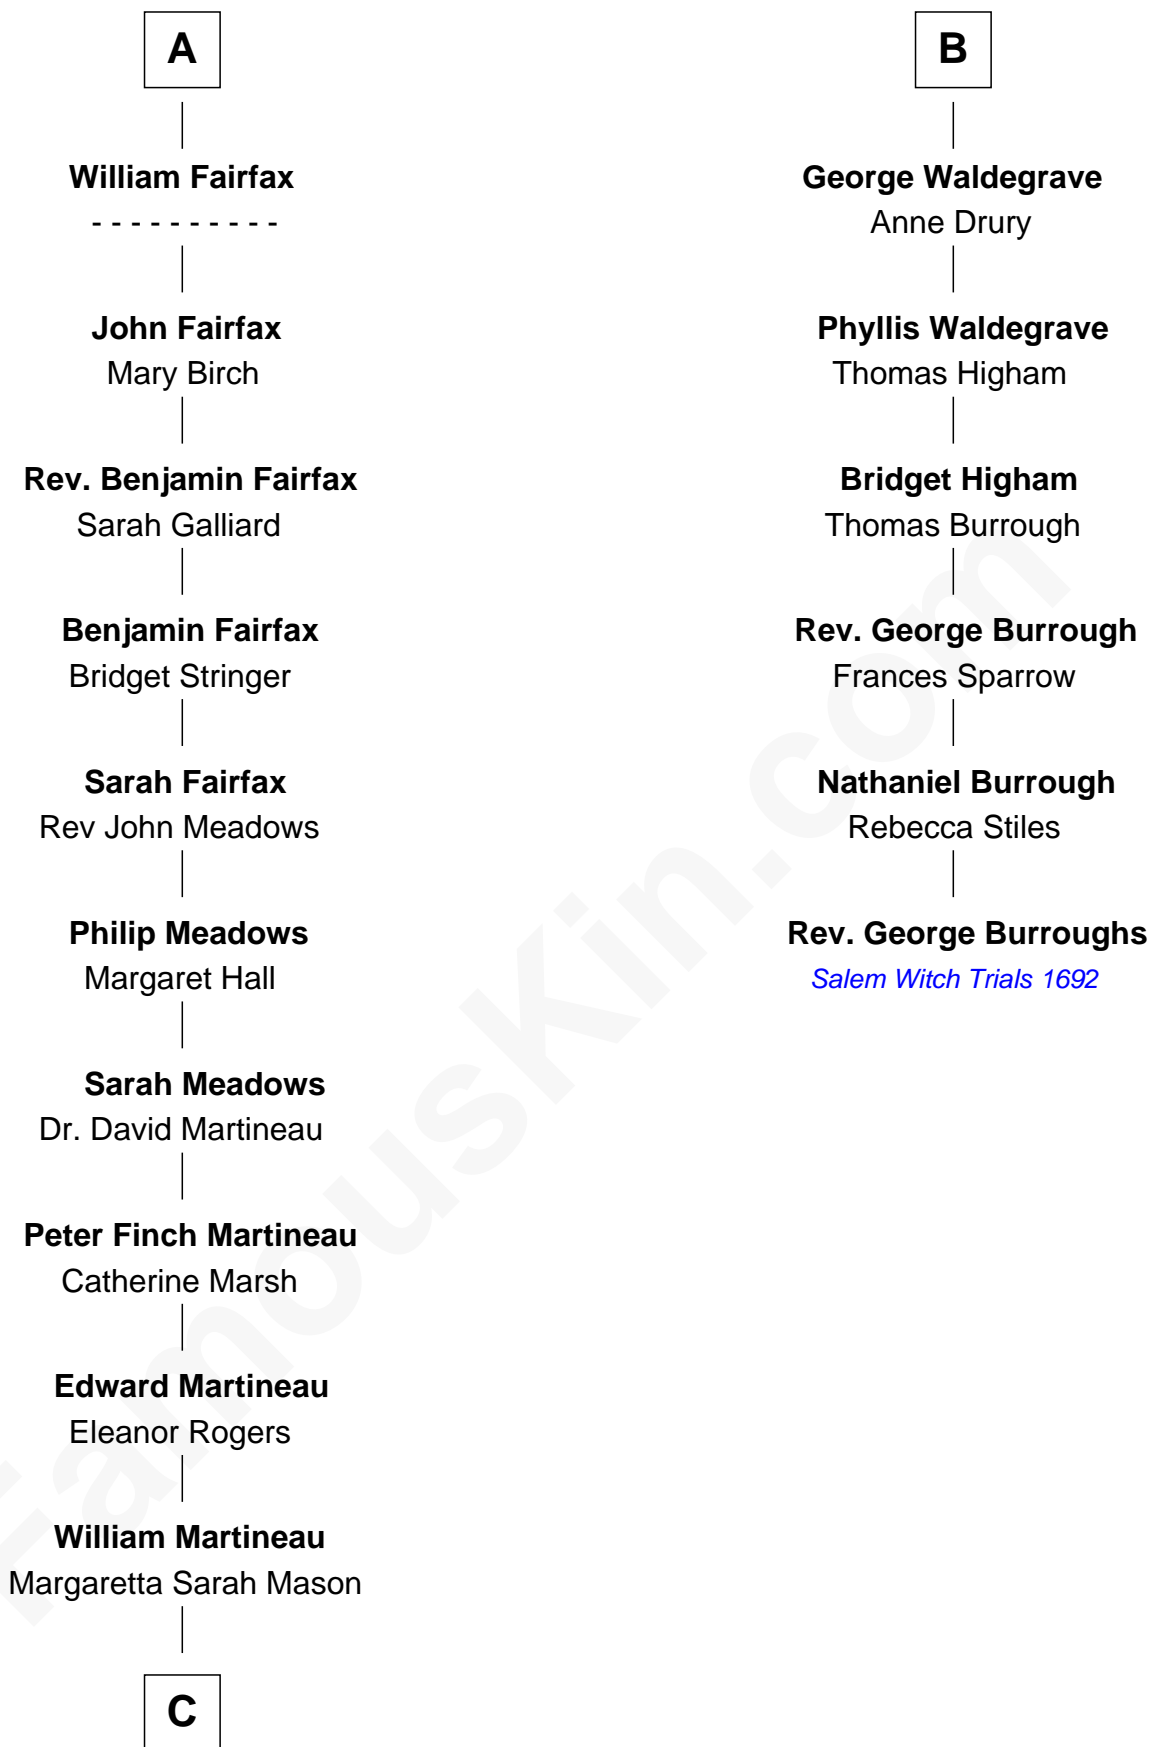 A
William Fairfax
- - - - - - - - - -
John Fairfax
Mary Birch
Rev. Benjamin Fairfax
Sarah Galliard
Benjamin Fairfax
Bridget Stringer
Sarah Fairfax
Rev John Meadows
Philip Meadows
Margaret Hall
Sarah Meadows
Dr. David Martineau
Peter Finch Martineau
Catherine Marsh
Edward Martineau
Eleanor Rogers
William Martineau
Margaretta Sarah Mason
C
B
George Waldegrave
Anne Drury
Phyllis Waldegrave
Thomas Higham
Bridget Higham
Thomas Burrough
Rev. George Burrough
Frances Sparrow
Nathaniel Burrough
Rebecca Stiles
Rev. George Burroughs
Salem Witch Trials 1692
FamousKin.com